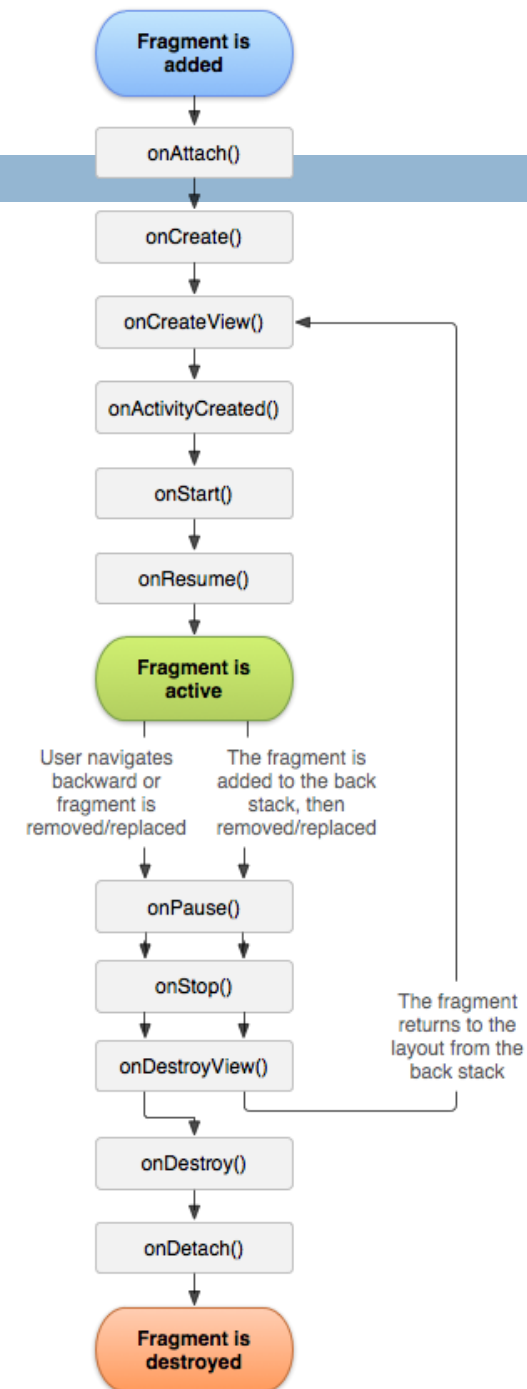 Fragment is
added
onAttach()
onCreate()
onCreateView()
onActivityCreated()
onStart()
onResume()
Fragment is
active
User navigates
backward or
fragment is
removed/replaced
The fragment is
added to the back
stack, then
removed/replaced
onPause()
onStop()
onDestroyView()
The fragment
returns to the
layout from the
back stack
onDestroy()
onDetach()
Fragment is
destroyed